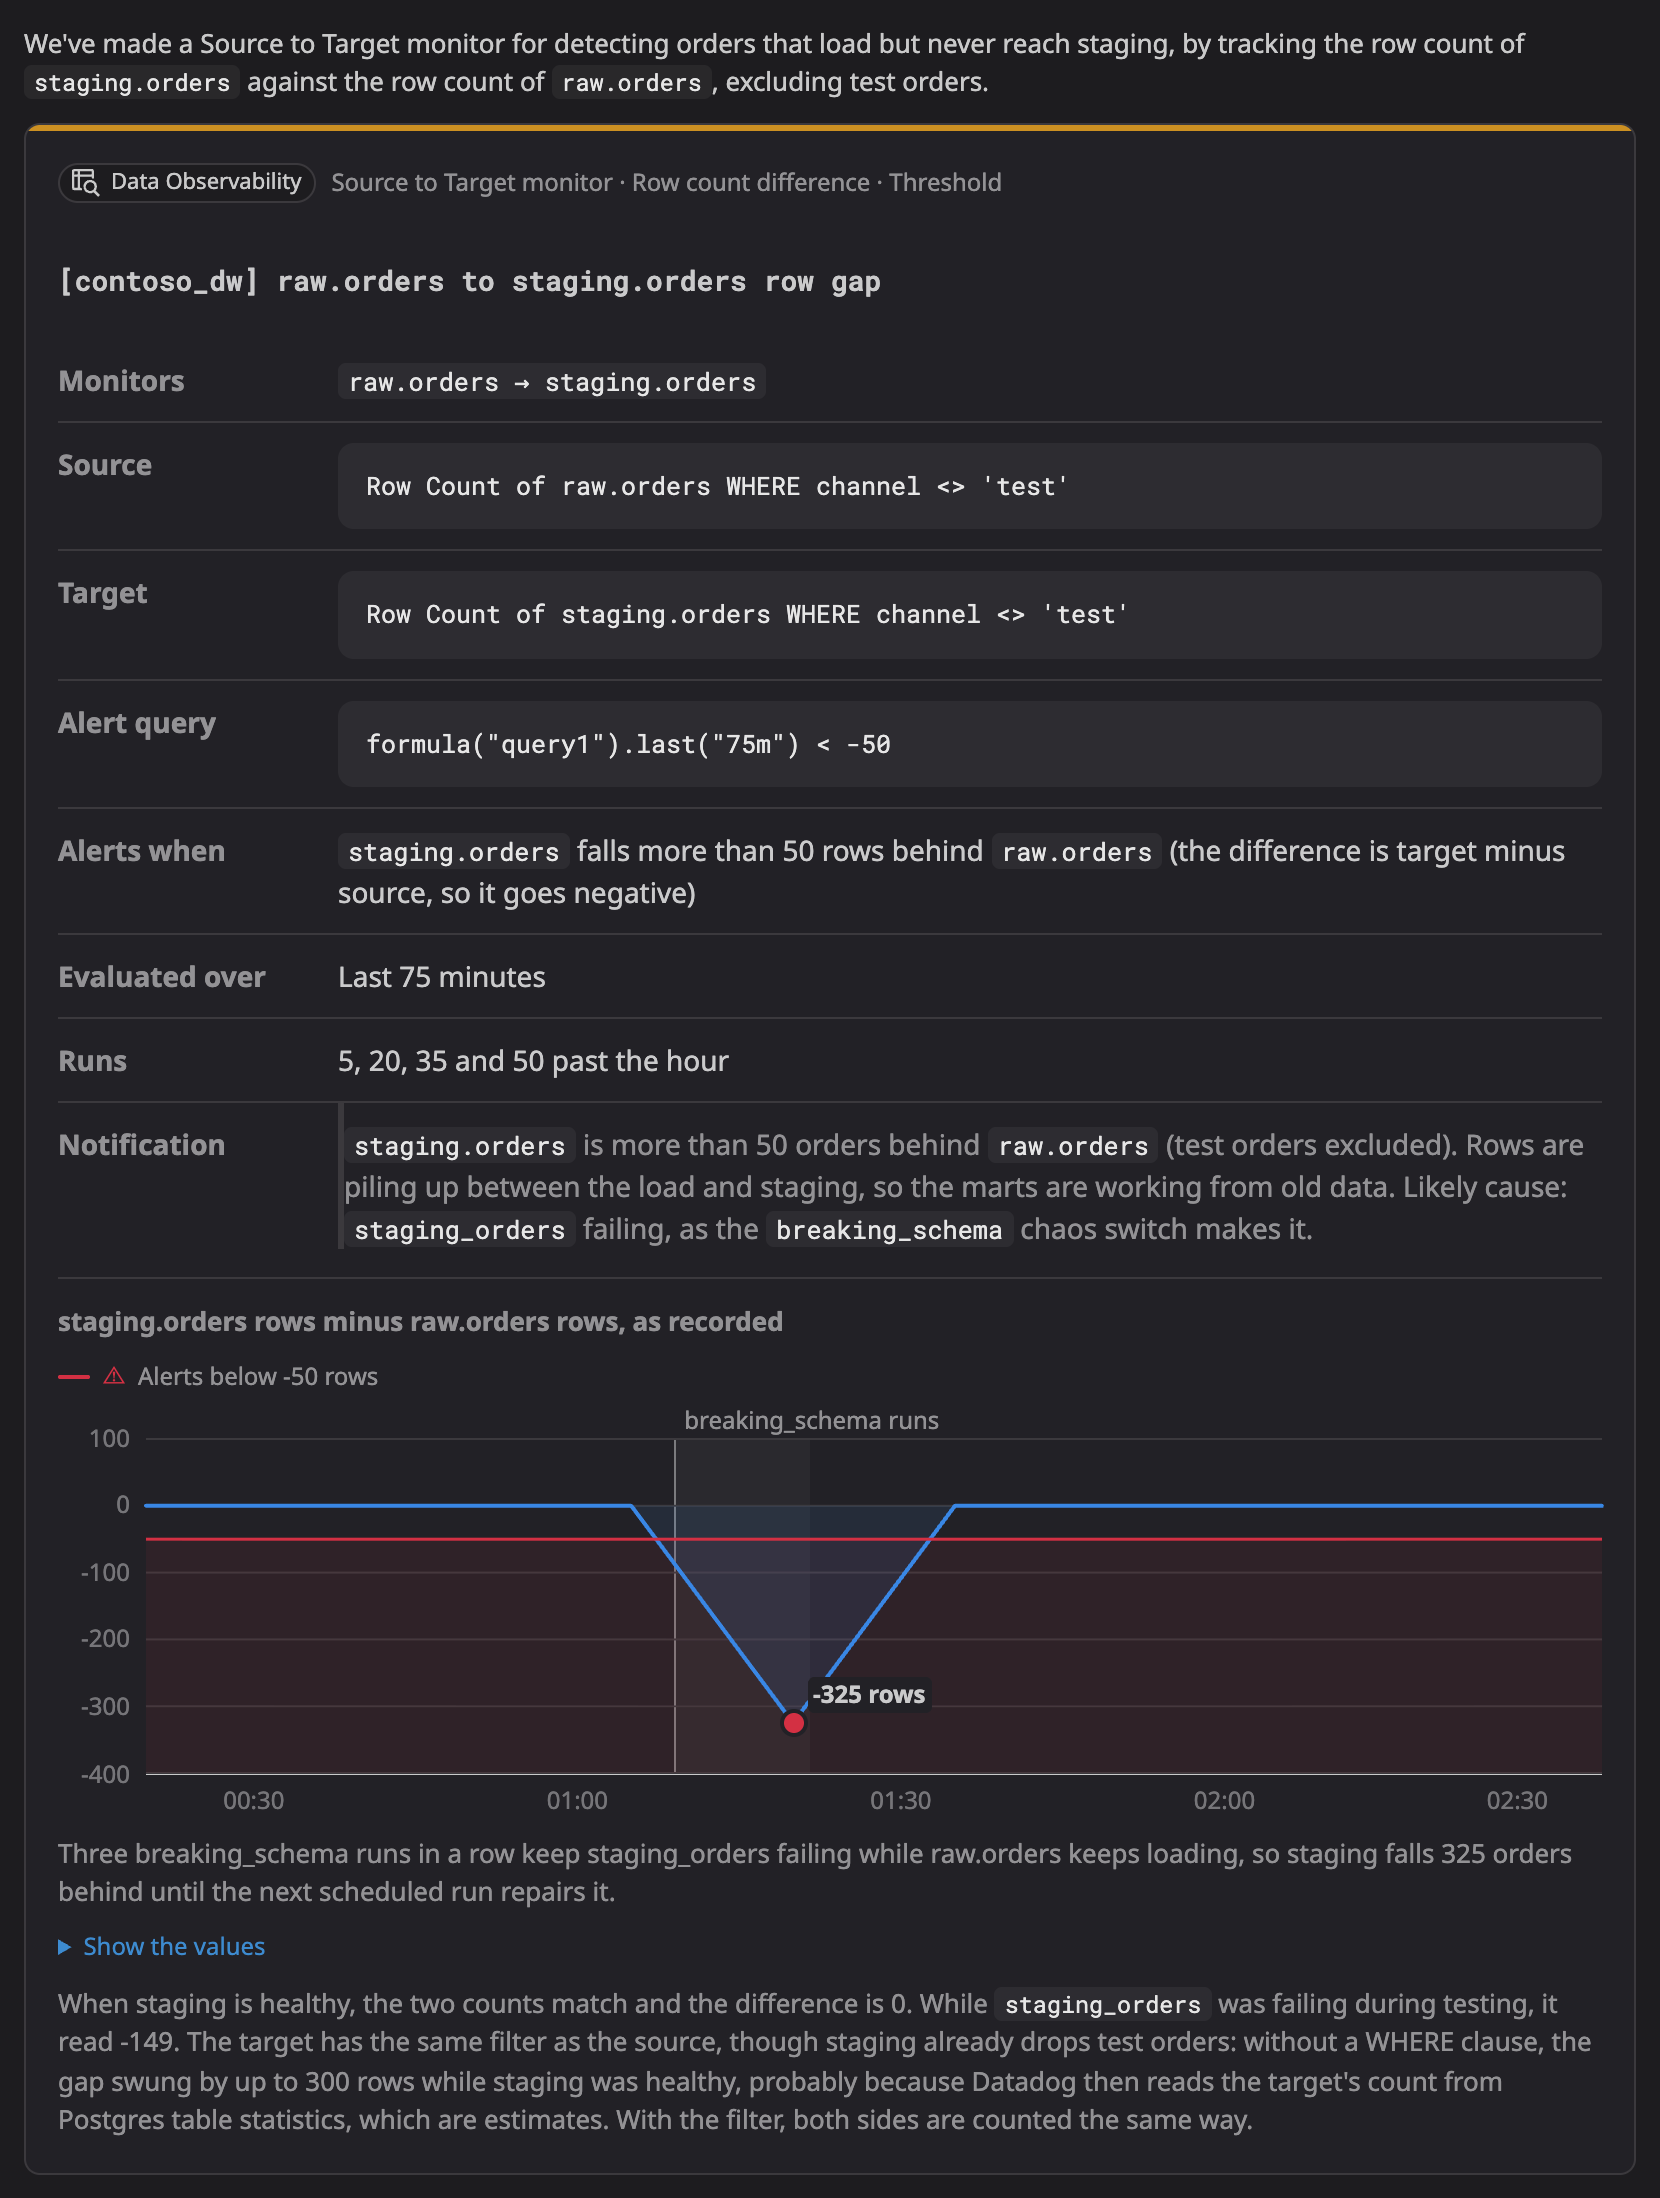 We've made a Source to Target monitor for detecting orders that load but never reach staging, by tracking the row count of
staging.orders against the row count of raw.orders, excluding test orders.
Data Observability Source to Target monitor · Row count difference · Threshold
[contoso_dw] raw.orders to staging.orders row gap
Monitors raw.orders → staging.orders
Source Row Count of raw.orders WHERE channel <> 'test'
Target Row Count of staging.orders WHERE channel <> 'test'
Alert query formula("query1").last("75m") < -50
Alerts when staging.orders falls more than 50 rows behind raw.orders (the difference is target minus
source, so it goes negative)
Evaluated over Last 75 minutes
Runs 5, 20, 35 and 50 past the hour
Notification staging.orders is more than 50 orders behind raw.orders (test orders excluded). Rows are
piling up between the load and staging, so the marts are working from old data. Likely cause:
staging_orders failing, as the breaking_schema chaos switch makes it.
staging.orders rows minus raw.orders rows, as recorded
Alerts below -50 rows
breaking_schema runs
100
0
-100
-200
-300
-400
-325 rows
00:30 01:00 01:30 02:00 02:30
Three breaking_schema runs in a row keep staging_orders failing while raw.orders keeps loading, so staging falls 325 orders
behind until the next scheduled run repairs it.
Show the values
When staging is healthy, the two counts match and the difference is 0. While staging_orders was failing during testing, it
read -149. The target has the same filter as the source, though staging already drops test orders: without a WHERE clause, the
gap swung by up to 300 rows while staging was healthy, probably because Datadog then reads the target's count from
Postgres table statistics, which are estimates. With the filter, both sides are counted the same way.